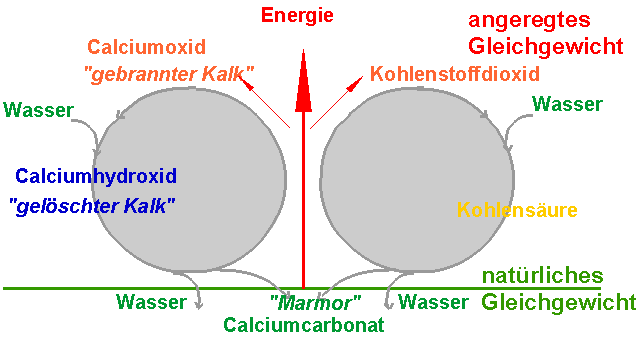 Energie
angeregtes
Gleichgewicht
Calciumoxid
"gebrannter Kalk"
Kohlenstoffdioxid
Wasser
Wasser
Calciumhydroxid
"gelöschter Kalk"
Kohlensäure
natürliches
Gleichgewicht
Wasser
"Marmor"
Wasser
Calciumcarbonat